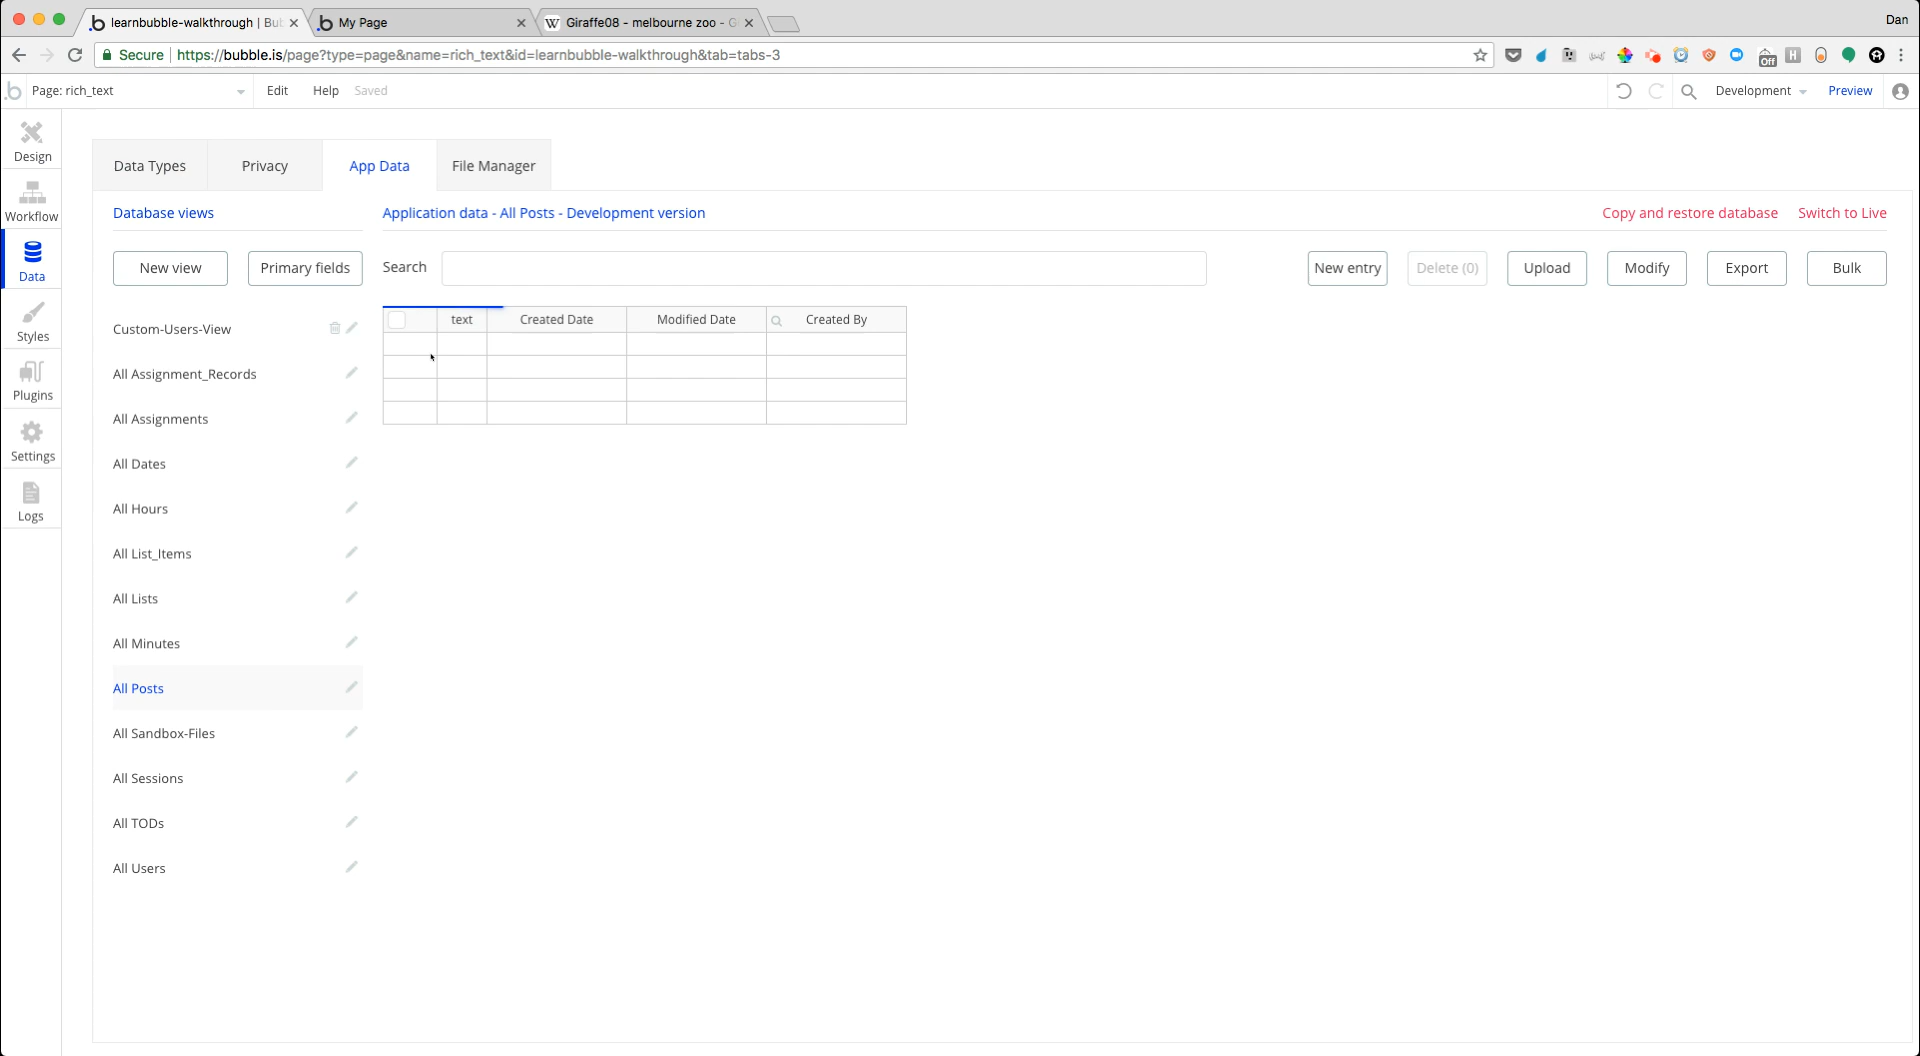 learnbubble-walkthrough | Bub
My Page
Giraffe08 - melbourne zoo - G
Dan
Secure
https://bubble.is/page?type=page&name=rich_text&id=learnbubble-walkthrough&tab=tabs-3
Off
H
Page: rich_text
Edit
Help
Saved
Development
Preview
Design
Workflow
Data
Styles
Plugins
Settings
Logs
Data Types
Privacy
App Data
File Manager
Database views
New view
Primary fields
Custom-Users-View
All Assignment_Records
All Assignments
All Dates
All Hours
All List_Items
All Lists
All Minutes
All Posts
All Sandbox-Files
All Sessions
All TODs
All Users
Application data - All Posts - Development version
Copy and restore database
Switch to Live
Search
New entry
Delete (0)
Upload
Modify
Export
Bulk
text
Created Date
Modified Date
Created By